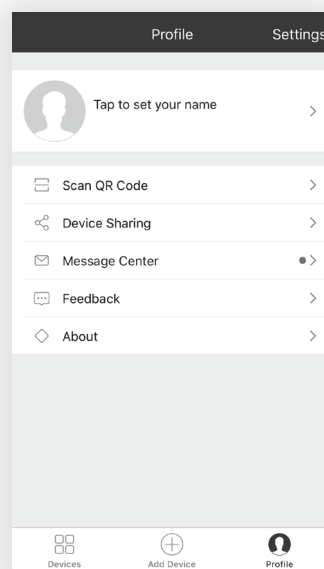 Profile Settings
Tap to set your name
Scan QR Code
Device Sharing
Message Center
Feedback
About
Devices Add Device Profile